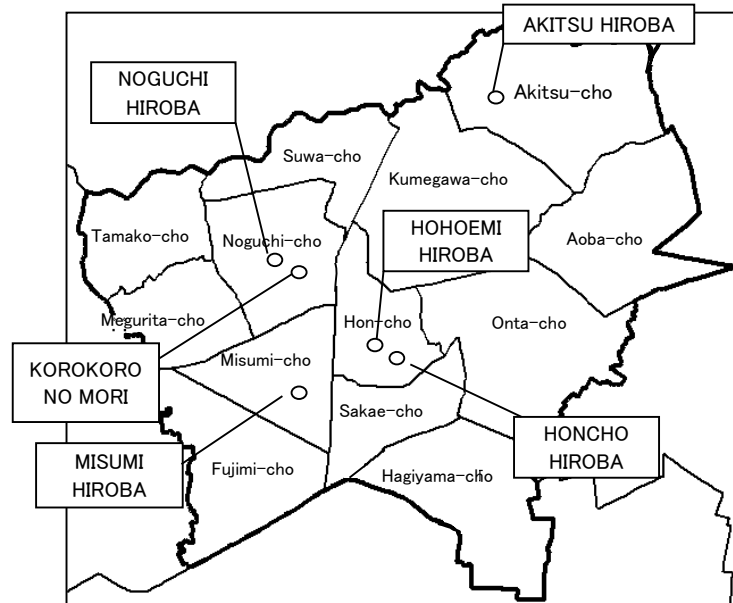 AKITSU HIROBA
NOGUCHI
HIROBA
Akitsu-cho
Suwa-cho
Kumegawa-cho
Tamako-cho
Noguchi-cho
HOHOEMI
HIROBA
Aoba-cho
Megurita-cho
Hon-cho
Onta-cho
Misumi-cho
KOROKORO
NO MORI
Sakae-cho
HONCHO
HIROBA
MISUMI
HIROBA
Fujimi-cho
Hagiyama-cho